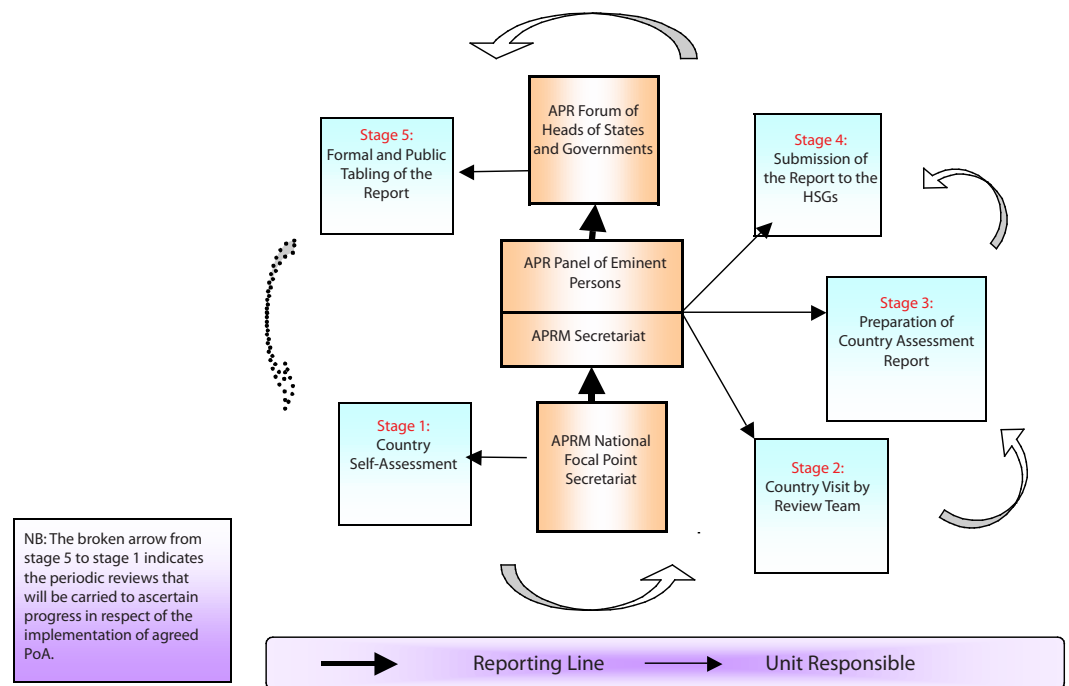 APR Forum of
Heads of States
and Governments
Stage 5:
Formal and Public
Tabling of the
Report
Stage 4:
Submission of
the Report to the
HSGs
APR Panel of Eminent
Persons
APRM Secretariat
Stage 3:
Preparation of
Country Assessment
Report
Stage 1:
Country
Self-Assessment
APRM National
Focal Point
Secretariat
Stage 2:
Country Visit by
Review Team
NB: The broken arrow from
stage 5 to stage 1 indicates
the periodic reviews that
will be carried to ascertain
progress in respect of the
implementation of agreed
PoA.
Reporting Line
Unit Responsible